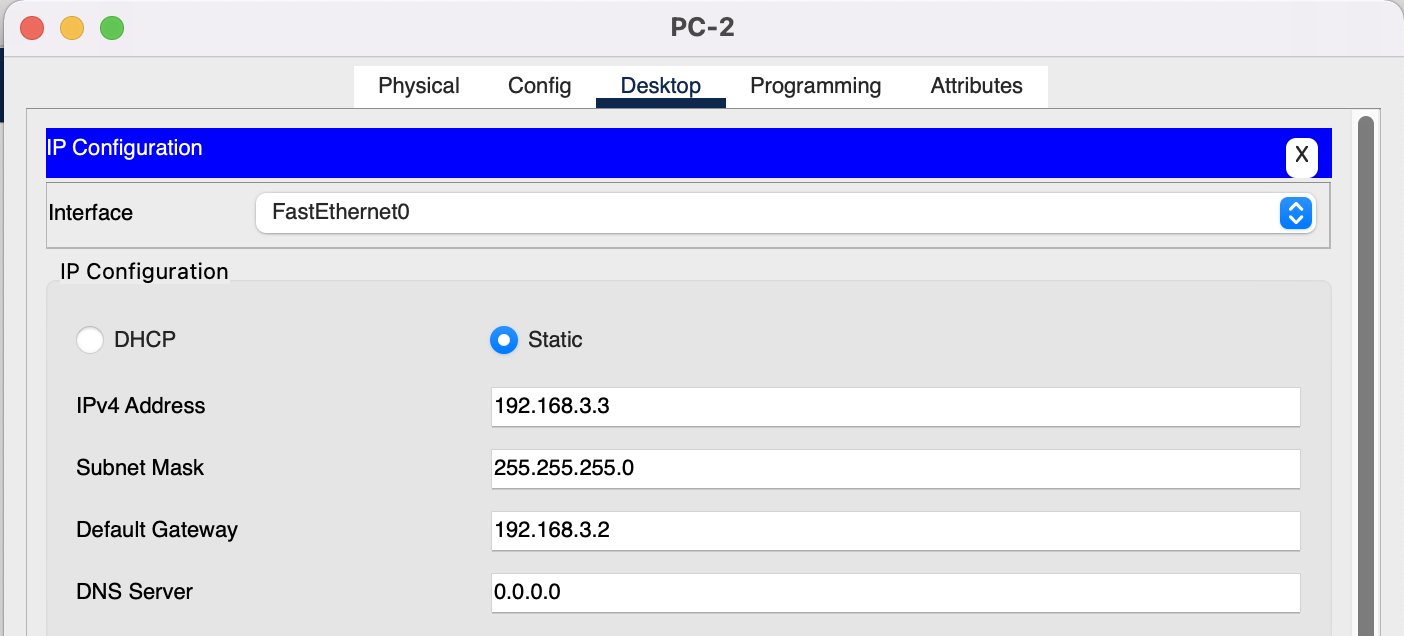 PC-2
Physical Config Desktop Programming Attributes
IP Configuration X
Interface FastEthernet0
IP Configuration
DHCP Static
IPv4 Address 192.168.3.3
Subnet Mask 255.255.255.0
Default Gateway 192.168.3.2
DNS Server 0.0.0.0